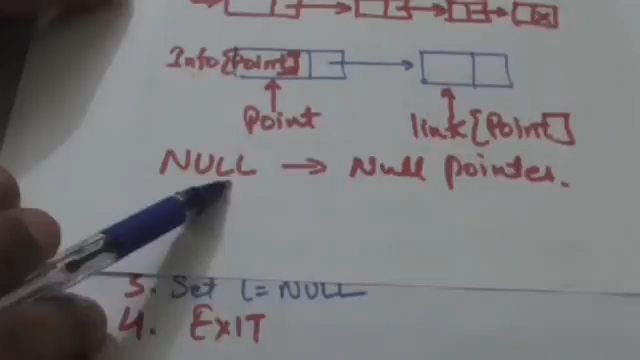 X
Info[Point]
Point
link[Point]
NULL → Null pointer.
3. Set l = NULL
4. EXIT